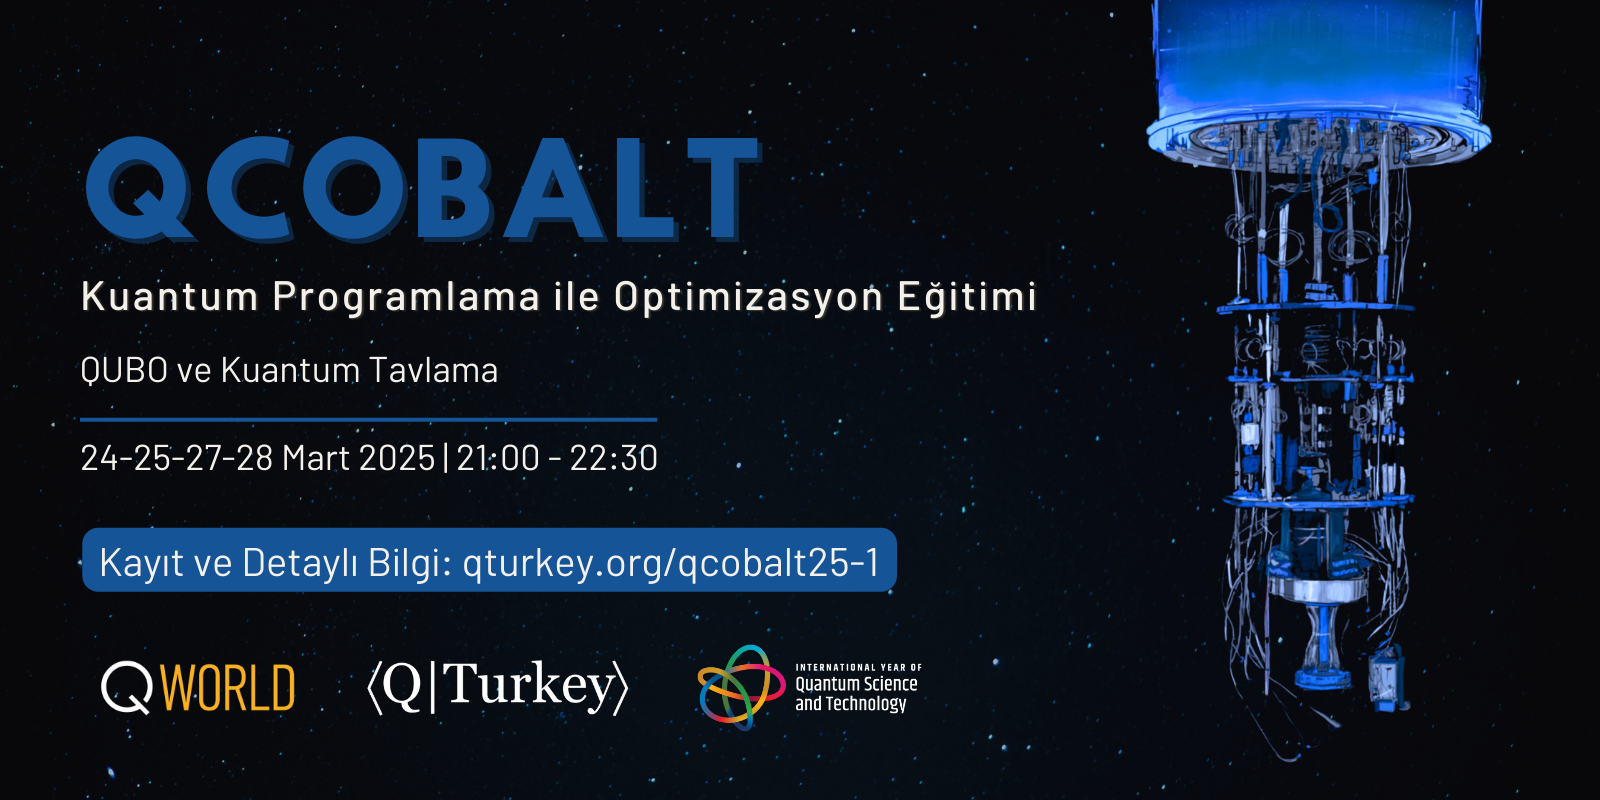 QCOBALT
Kuantum Programlama ile Optimizasyon Eğitimi
QUBO ve Kuantum Tavlama
24-25-27-28 Mart 2025 | 21:00 - 22:30
Kayıt ve Detaylı Bilgi: qturkey.org/qcobalt25-1
QWORLD
⟨Q|Turkey⟩
INTERNATIONAL YEAR OF
Quantum Science
and Technology